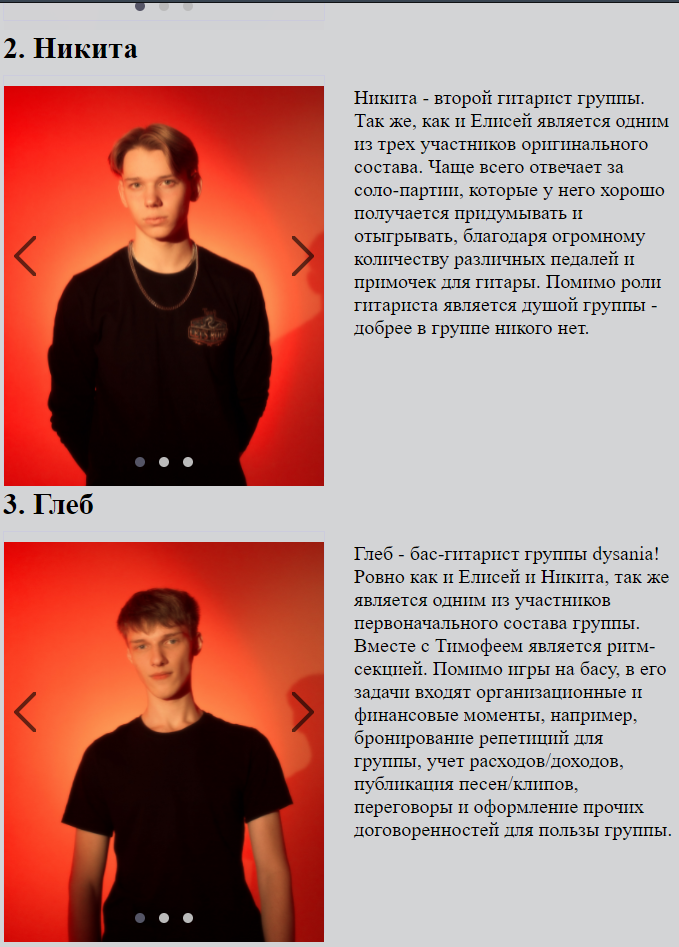 2. Никита
Никита - второй гитарист группы.
Так же, как и Елисей является одним
из трех участников оригинального
состава. Чаще всего отвечает за
соло-партии, которые у него хорошо
получается придумывать и
отыгрывать, благодаря огромному
количеству различных педалей и
примочек для гитары. Помимо роли
гитариста является душой группы -
добрее в группе никого нет.
3. Глеб
Глеб - бас-гитарист группы dysania!
Ровно как и Елисей и Никита, так же
является одним из участников
первоначального состава группы.
Вместе с Тимофеем является ритм-
секцией. Помимо игры на басу, в его
задачи входят организационные и
финансовые моменты, например,
бронирование репетиций для
группы, учет расходов/доходов,
публикация песен/клипов,
переговоры и оформление прочих
договоренностей для пользы группы.